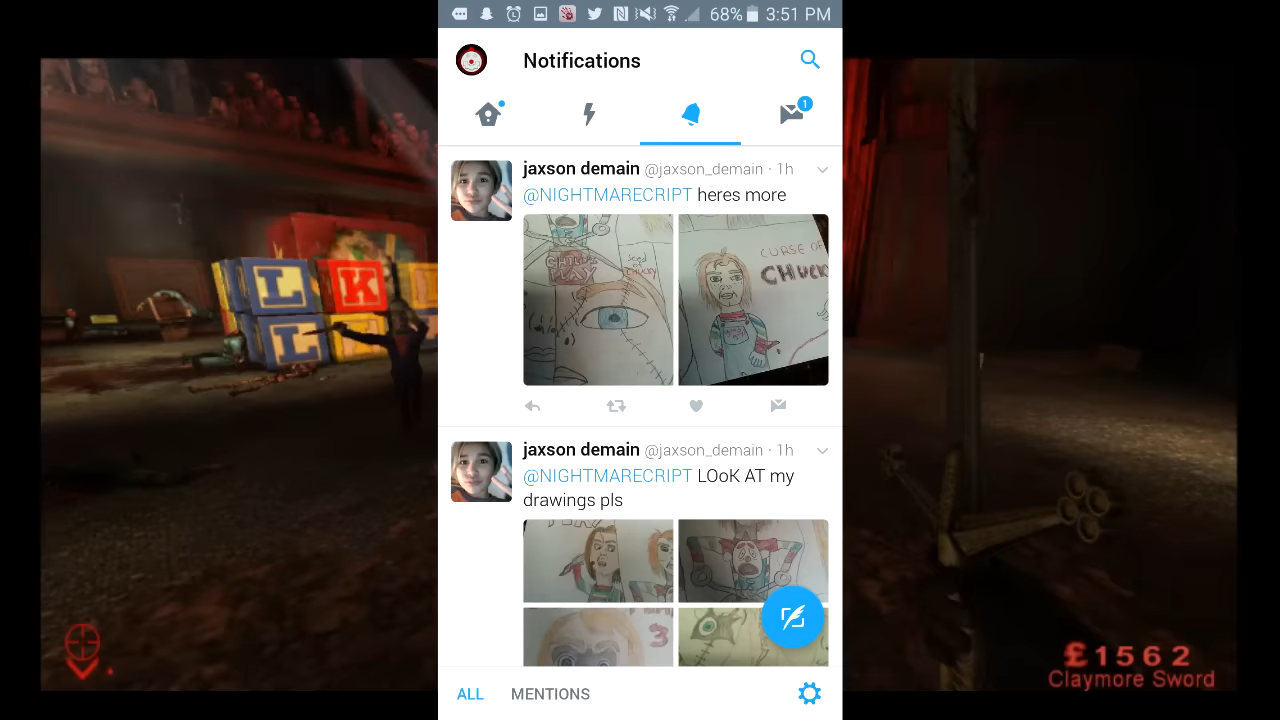 68% 3:51 PM
Notifications
1
jaxson demain @jaxson_demain · 1h
@NIGHTMARECRIPT heres more
CHILD'S
PLAY
Seed
of
Chucky
CURSE OF
CHUCK
jaxson demain @jaxson_demain · 1h
@NIGHTMARECRIPT LOoK AT my
drawings pls
3
ALL MENTIONS
L K
L
£1562
Claymore Sword